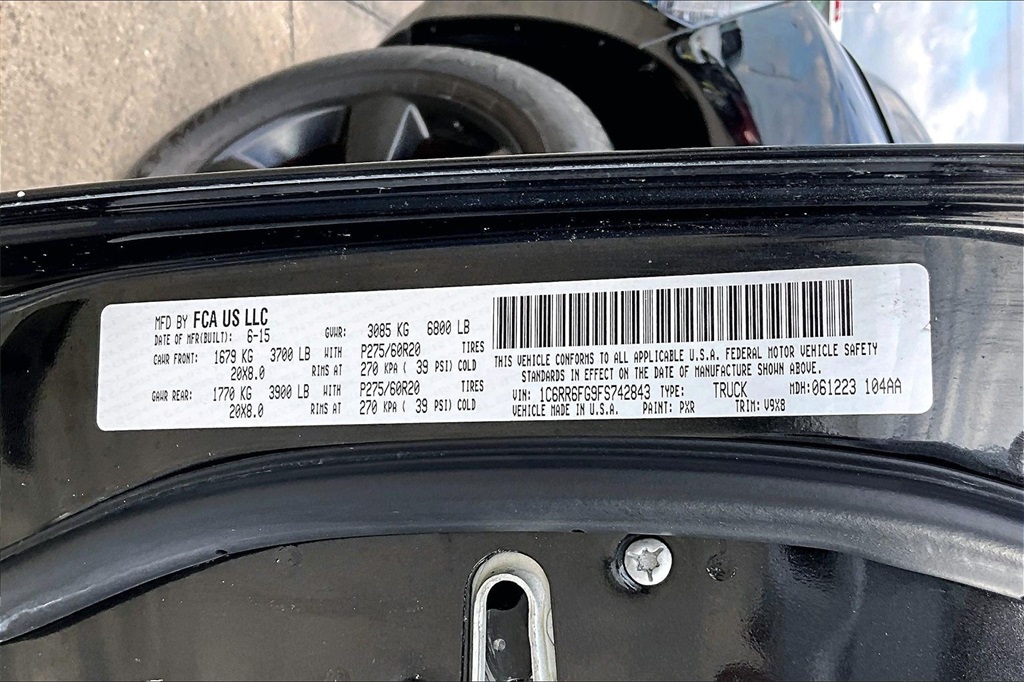 MFD BY FCA US LLC
DATE OF MFR(BUILT): 6-15 GVWR: 3085 KG 6800 LB
GAWR FRONT: 1679 KG 3700 LB WITH P275/60R20 TIRES
20X8.0 RIMS AT 270 KPA ( 39 PSI) COLD
GAWR REAR: 1770 KG 3900 LB WITH P275/60R20 TIRES
20X8.0 RIMS AT 270 KPA ( 39 PSI) COLD
THIS VEHICLE CONFORMS TO ALL APPLICABLE U.S.A. FEDERAL MOTOR VEHICLE SAFETY
STANDARDS IN EFFECT ON THE DATE OF MANUFACTURE SHOWN ABOVE.
VIN: 1C6RR6FG9FS742843 TYPE: TRUCK MDH: 061223 104AA
VEHICLE MADE IN U.S.A. PAINT: PXR TRIM: V9X8